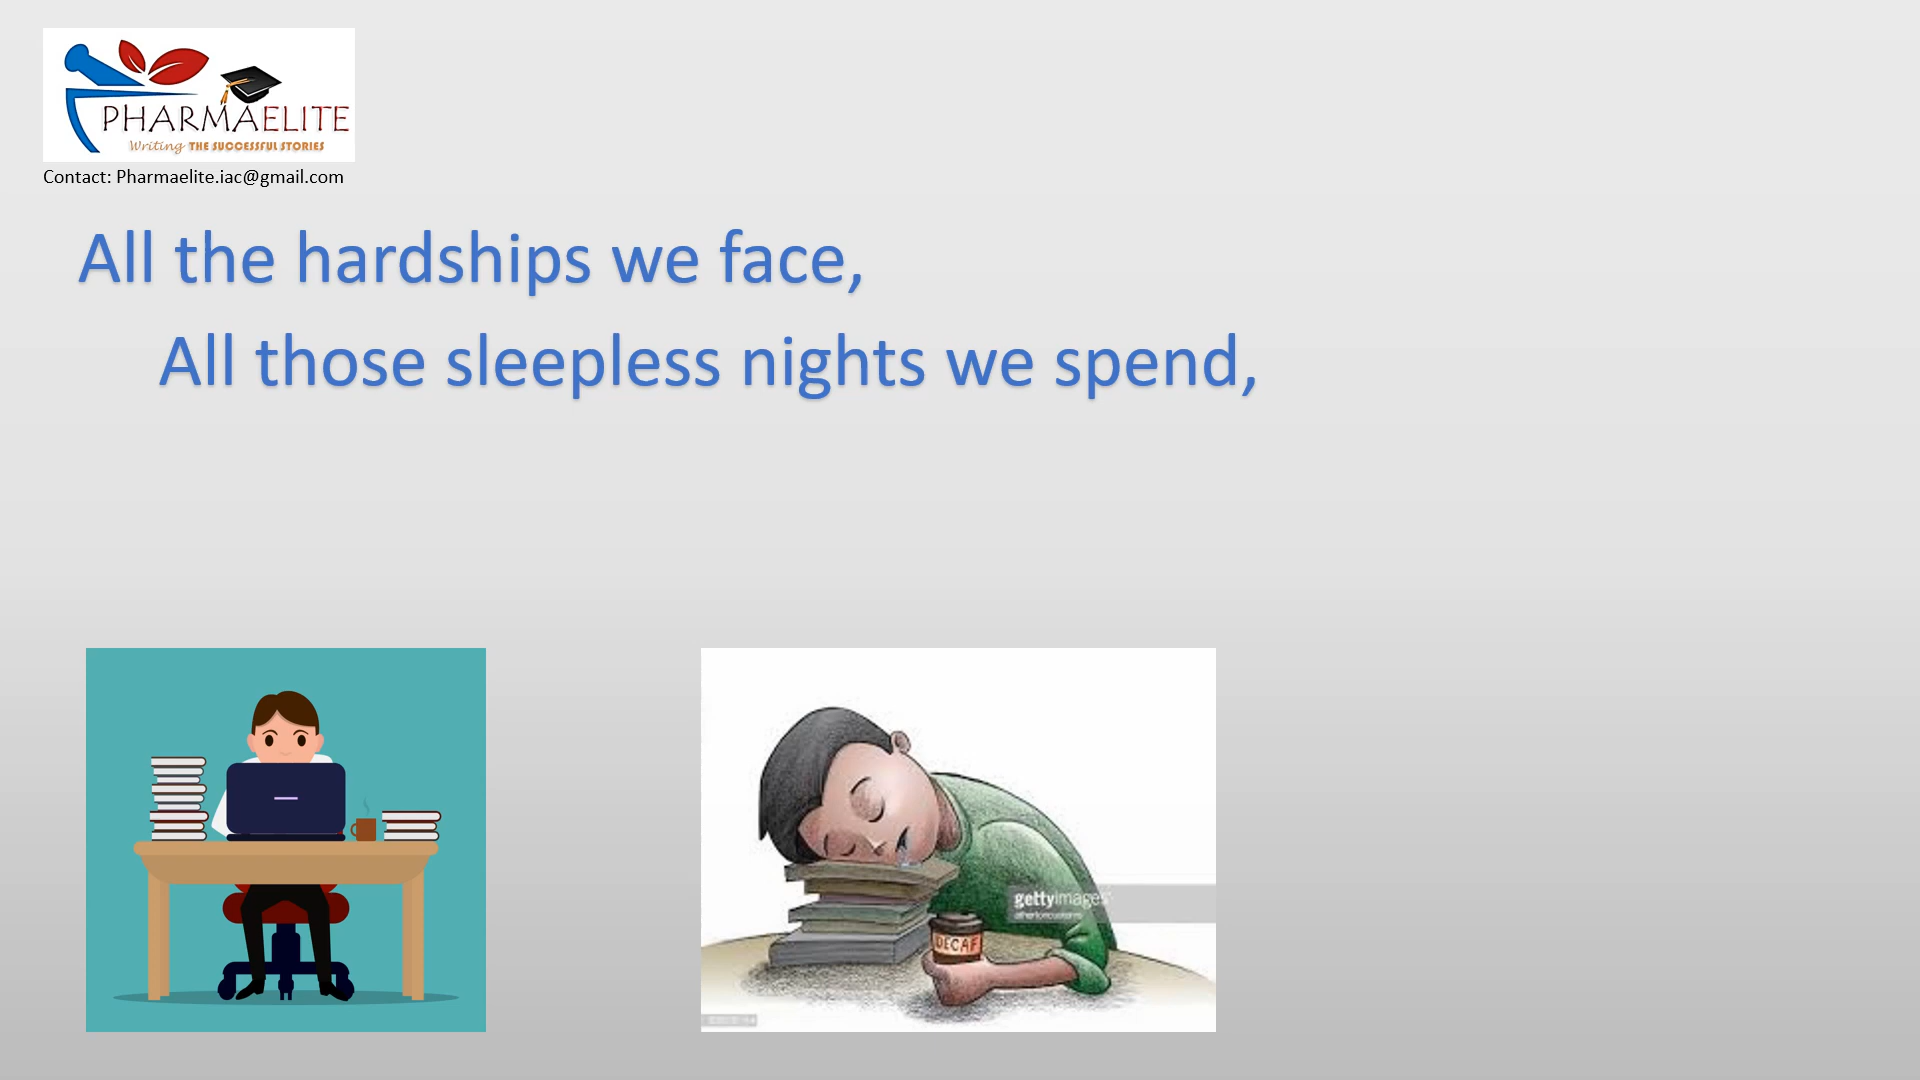 PHARMAELITE
Writing THE SUCCESSFUL STORIES
Contact: Pharmaelite.iac@gmail.com
All the hardships we face,
All those sleepless nights we spend,
gettyimages®
DECAF